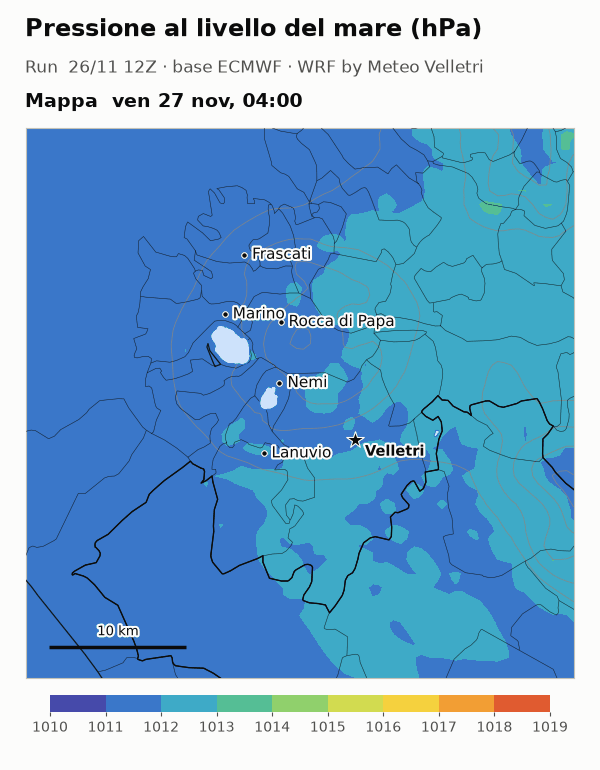 Pressione al livello del mare (hPa)
Run  26/11 12Z · base ECMWF · WRF by Meteo Velletri
Mappa  ven 27 nov, 04:00
Frascati
Marino
Rocca di Papa
Nemi
Velletri
Lanuvio
10 km
1010 1011 1012 1013 1014 1015 1016 1017 1018 1019